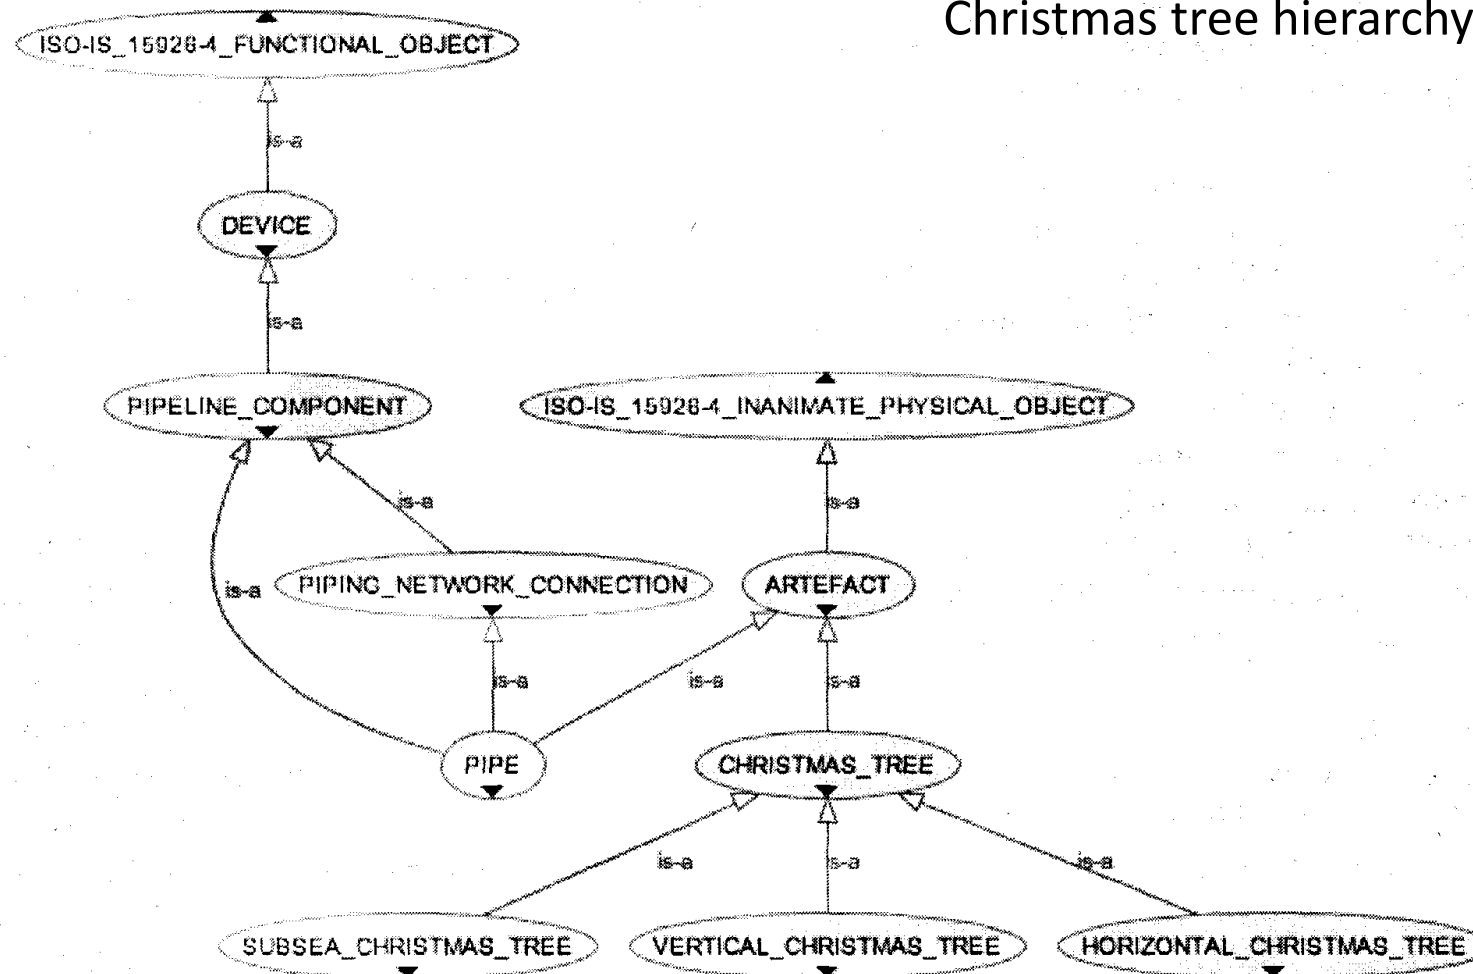 Christmas tree hierarchy
ISO-IS_15926-4_FUNCTIONAL_OBJECT
is-a
DEVICE
is-a
PIPELINE_COMPONENT
ISO-IS_15926-4_INANIMATE_PHYSICAL_OBJECT
is-a
is-a
is-a
PIPING_NETWORK_CONNECTION
ARTEFACT
is-a
is-a
is-a
PIPE
CHRISTMAS_TREE
is-a
is-a
is-a
SUBSEA_CHRISTMAS_TREE
VERTICAL_CHRISTMAS_TREE
HORIZONTAL_CHRISTMAS_TREE